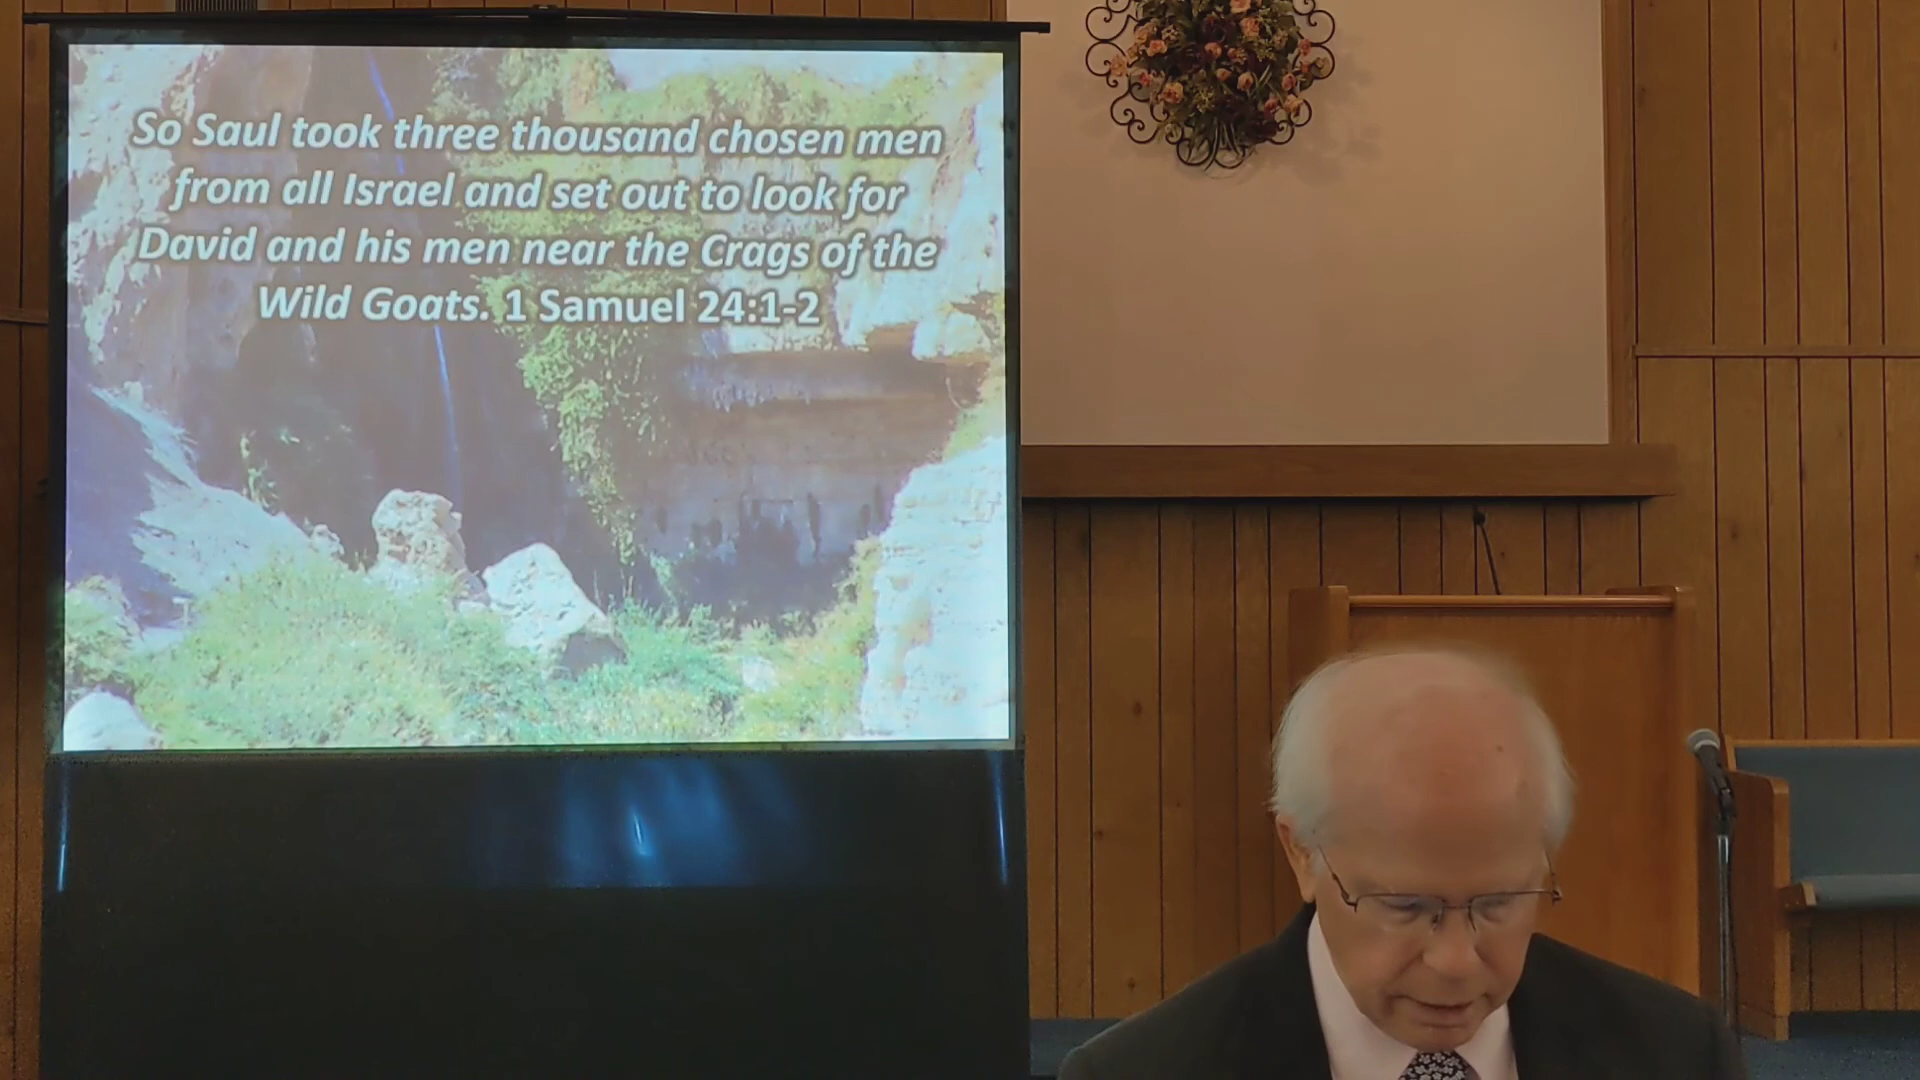 So Saul took three thousand chosen men
from all Israel and set out to look for
David and his men near the Crags of the
Wild Goats. 1 Samuel 24:1-2